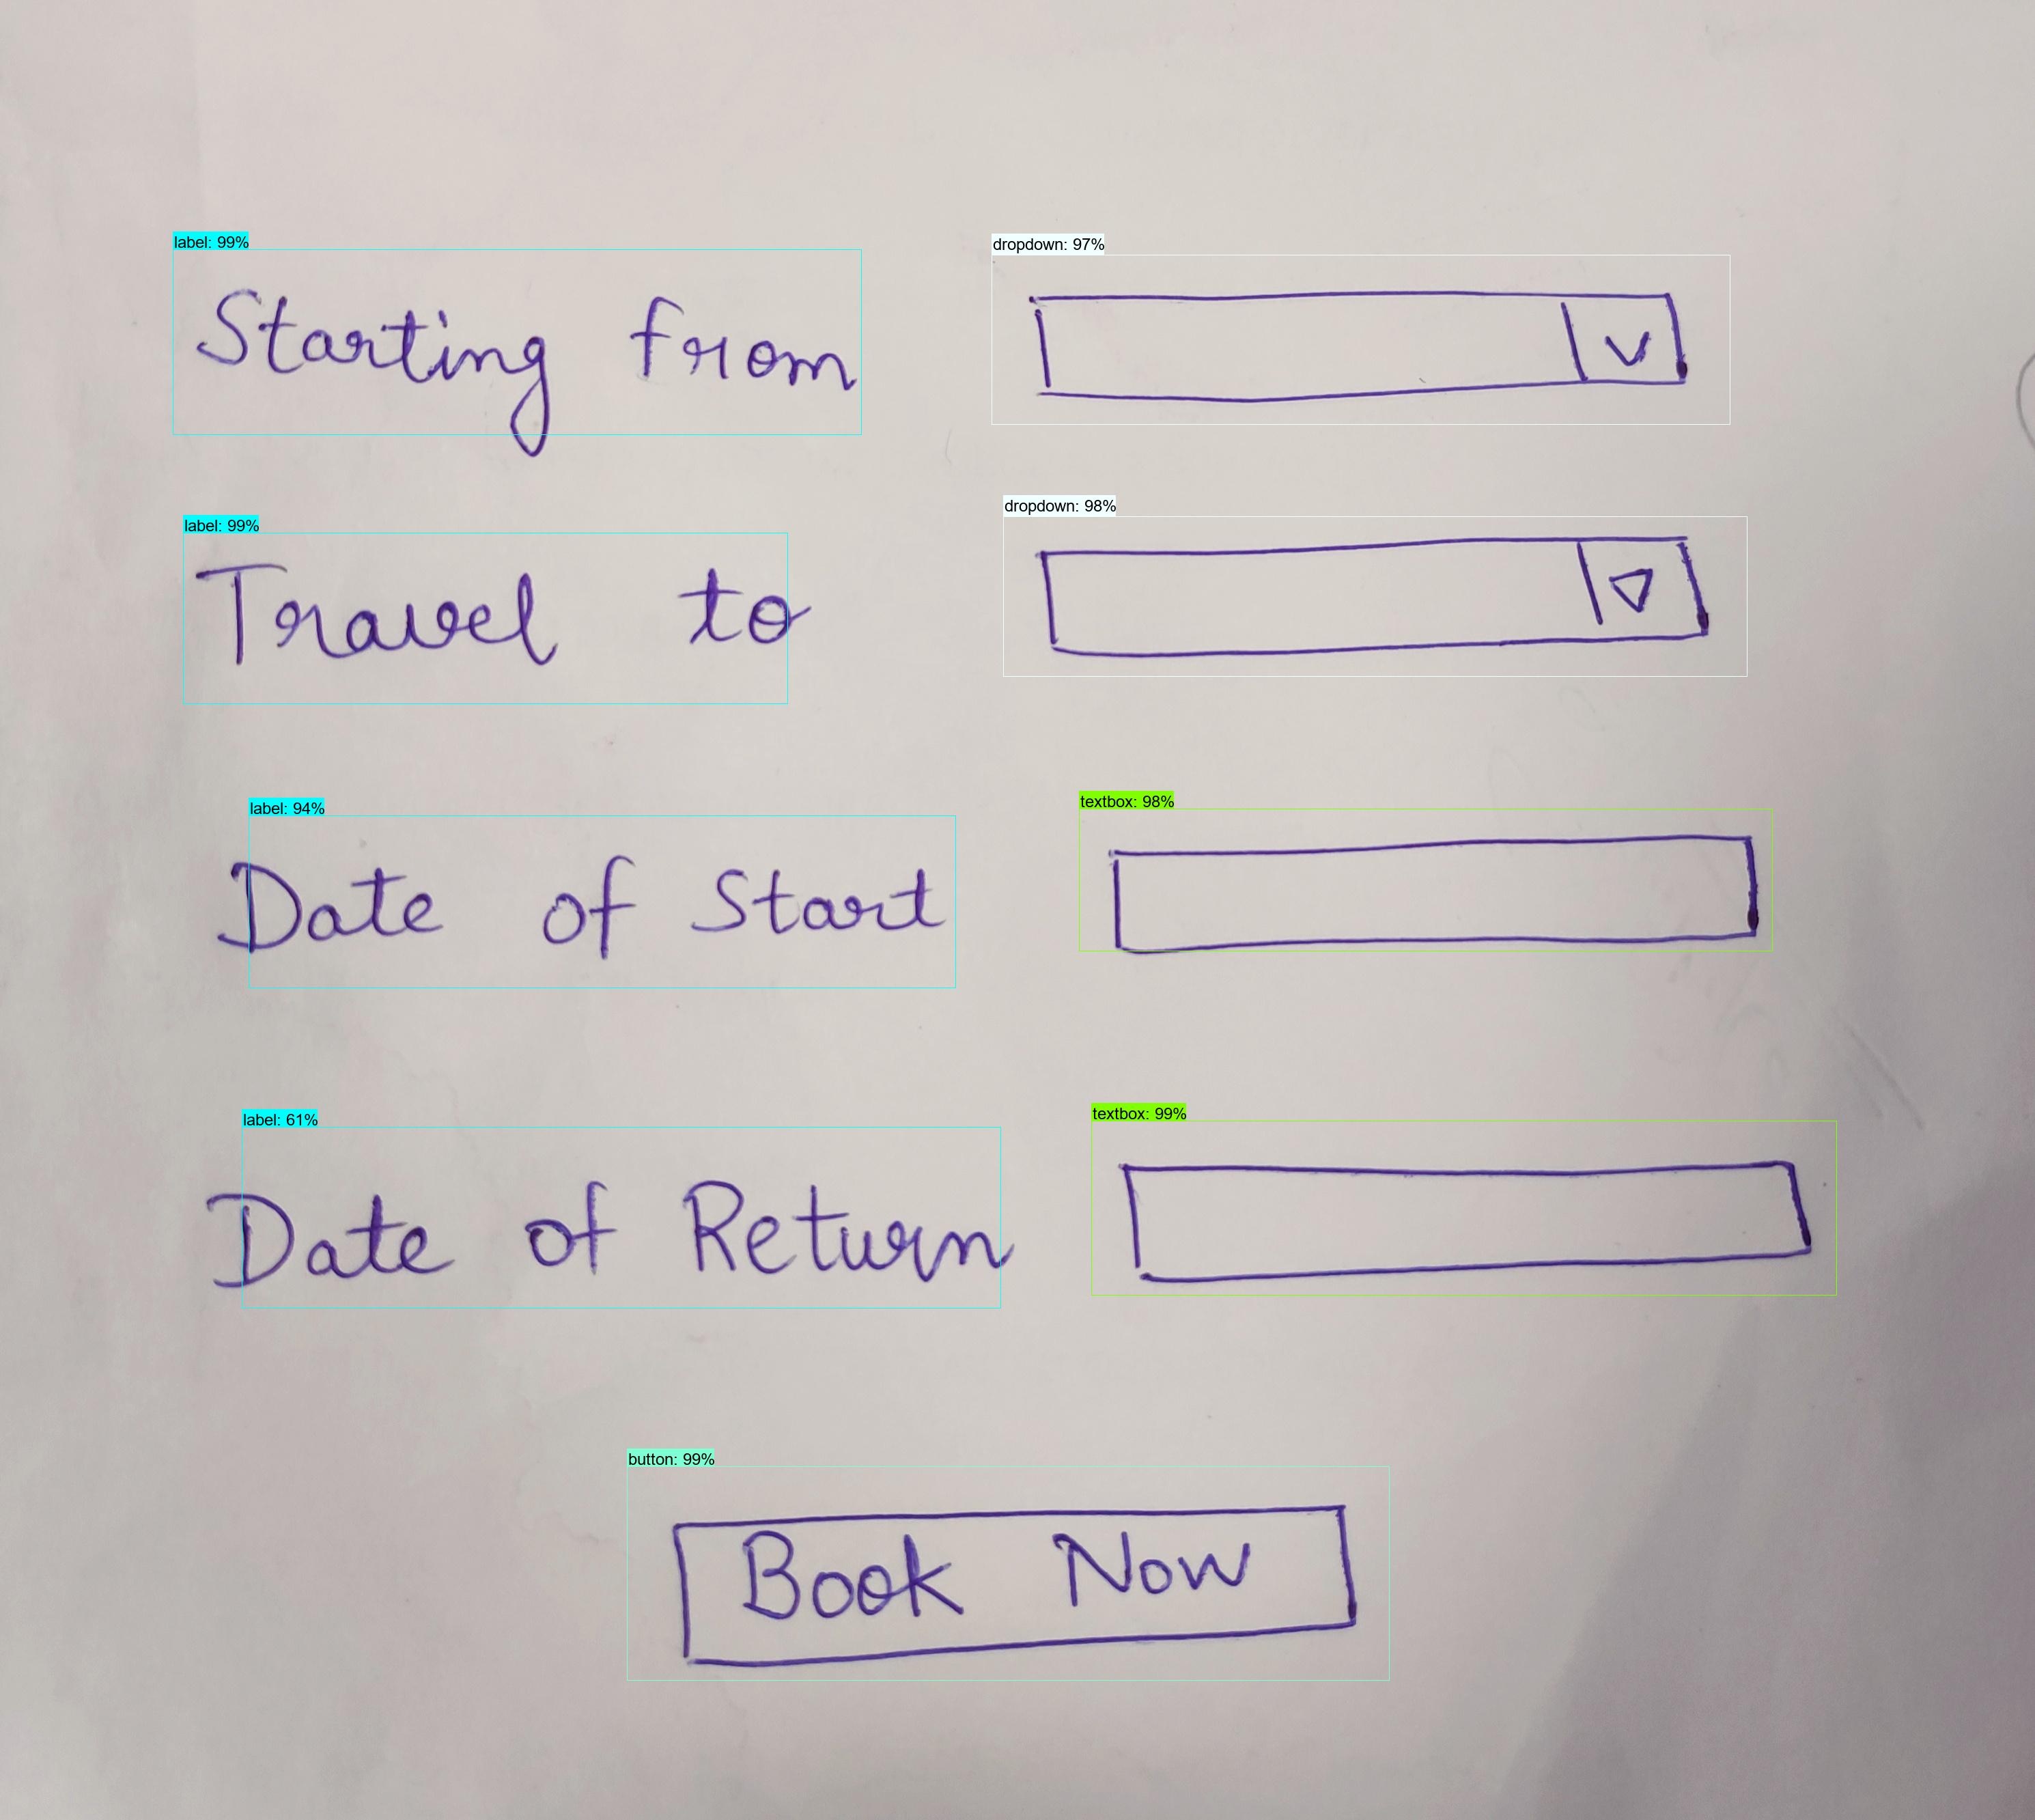 label: 99%
dropdown: 97%
Starting from
v
label: 99%
dropdown: 98%
Travel to
label: 94%
textbox: 98%
Date of Start
label: 61%
textbox: 99%
Date of Return
button: 99%
Book Now